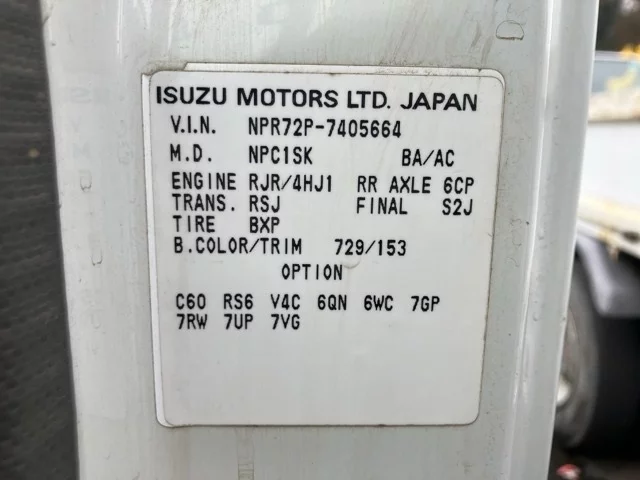 ISUZU MOTORS LTD. JAPAN
V.I.N. NPR72P-7405664
M.D. NPC1SK BA/AC
ENGINE RJR/4HJ1 RR AXLE 6CP
TRANS. RSJ FINAL S2J
TIRE BXP
B.COLOR/TRIM 729/153
OPTION
C60 RS6 V4C 6QN 6WC 7GP
7RW 7UP 7VG